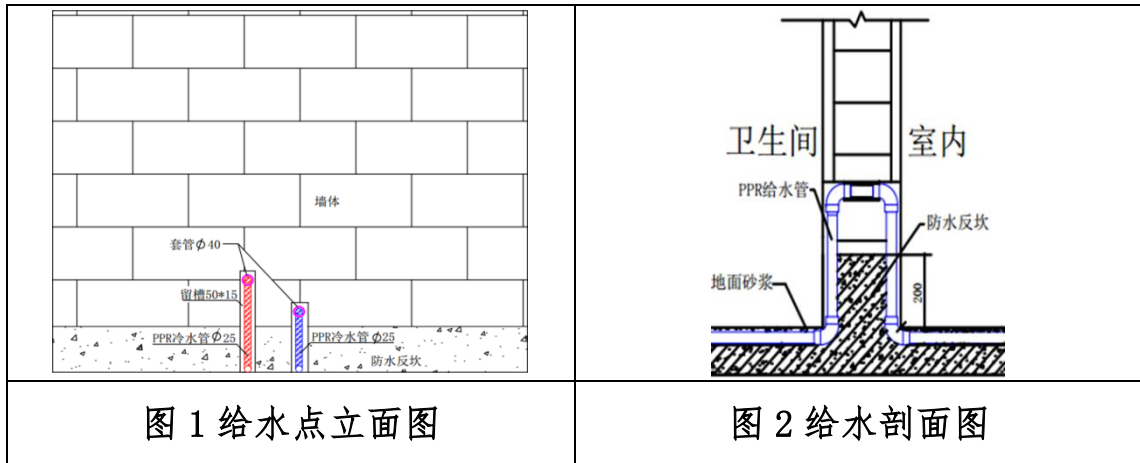 墙体
套管ϕ40
留槽50*15
PPR冷水管ϕ25
PPR冷水管ϕ25
防水反坎
卫生间
室内
PPR给水管
防水反坎
地面砂浆
200
图1给水点立面图
图2给水剖面图